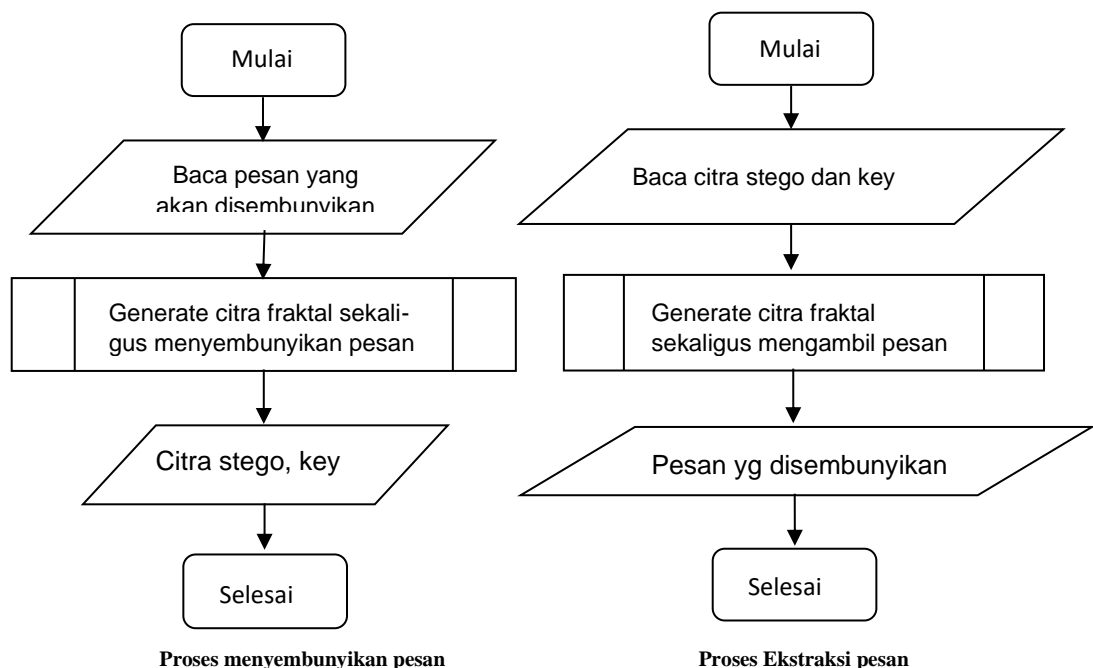 Mulai
Baca pesan yang
akan disembunyikan
Generate citra fraktal sekali-
gus menyembunyikan pesan
Citra stego, key
Selesai
Proses menyembunyikan pesan
Mulai
Baca citra stego dan key
Generate citra fraktal
sekaligus mengambil pesan
Pesan yg disembunyikan
Selesai
Proses Ekstraksi pesan